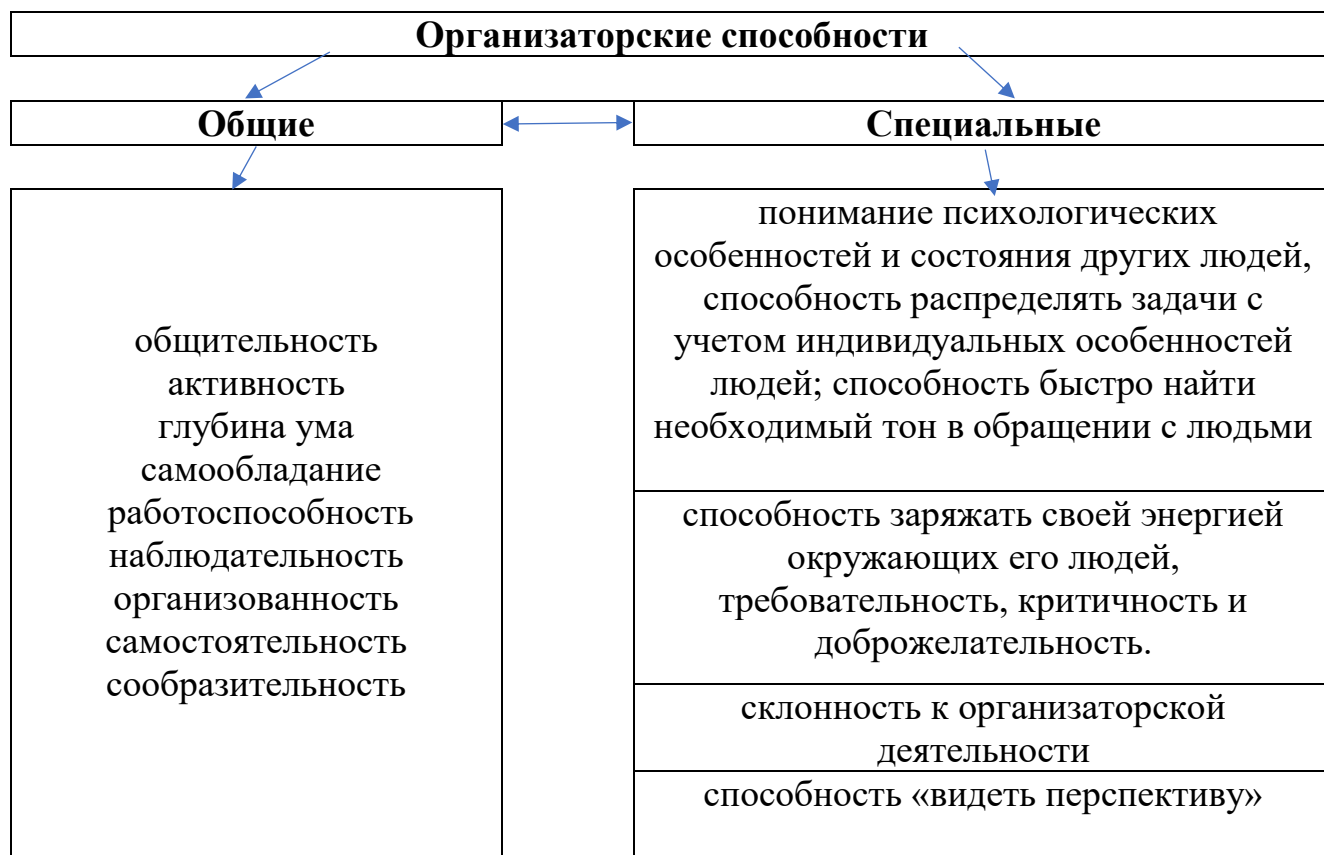 Организаторские способности
Общие
Специальные
общительность
активность
глубина ума
самообладание
работоспособность
наблюдательность
организованность
самостоятельность
сообразительность
понимание психологических
особенностей и состояния других людей,
способность распределять задачи с
учетом индивидуальных особенностей
людей; способность быстро найти
необходимый тон в обращении с людьми
способность заряжать своей энергией
окружающих его людей,
требовательность, критичность и
доброжелательность.
склонность к организаторской
деятельности
способность «видеть перспективу»